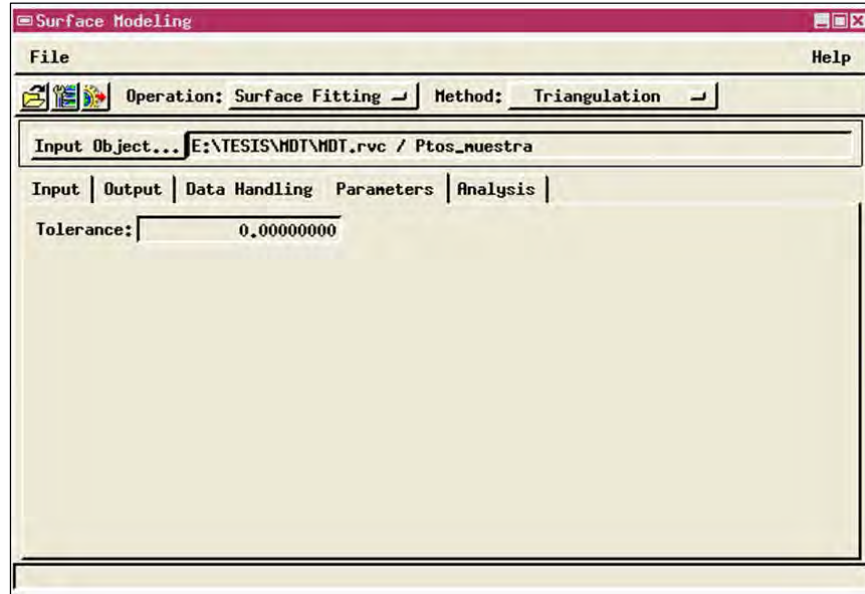 Surface Modeling
File Help
Operation: Surface Fitting Method: Triangulation
Input Object... E:\TESIS\MDT\MDT.rvc / Ptos_muestra
Input Output Data Handling Parameters Analysis
Tolerance: 0.00000000